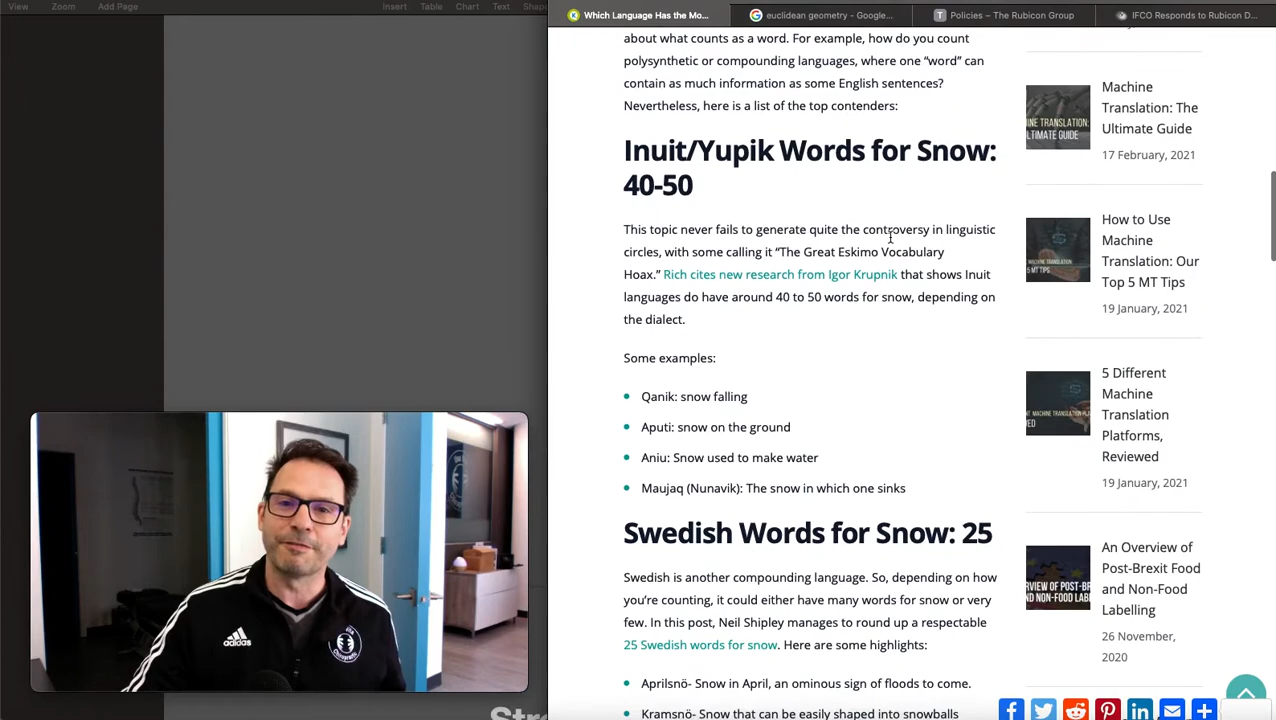 View
Zoom
Add Page
Insert
Table
Chart
Text
Shape
Which Language Has the Mo...
euclidean geometry - Google...
Policies – The Rubicon Group
IFCO Responds to Rubicon D...
about what counts as a word. For example, how do you count
polysynthetic or compounding languages, where one “word” can
contain as much information as some English sentences?
Nevertheless, here is a list of the top contenders:
Inuit/Yupik Words for Snow:
40-50
This topic never fails to generate quite the controversy in linguistic
circles, with some calling it “The Great Eskimo Vocabulary
Hoax.” Rich cites new research from Igor Krupnik that shows Inuit
languages do have around 40 to 50 words for snow, depending on
the dialect.
Some examples:
Qanik: snow falling
Aputi: snow on the ground
Aniu: Snow used to make water
Maujaq (Nunavik): The snow in which one sinks
Swedish Words for Snow: 25
Swedish is another compounding language. So, depending on how
you’re counting, it could either have many words for snow or very
few. In this post, Neil Shipley manages to round up a respectable
25 Swedish words for snow. Here are some highlights:
Aprilsnö- Snow in April, an ominous sign of floods to come.
Kramsnö- Snow that can be easily shaped into snowballs
Machine
Translation: The
Ultimate Guide
17 February, 2021
How to Use
Machine
Translation: Our
Top 5 MT Tips
19 January, 2021
5 Different
Machine
Translation
Platforms,
Reviewed
19 January, 2021
An Overview of
Post-Brexit Food
and Non-Food
Labelling
26 November,
2020
adidas